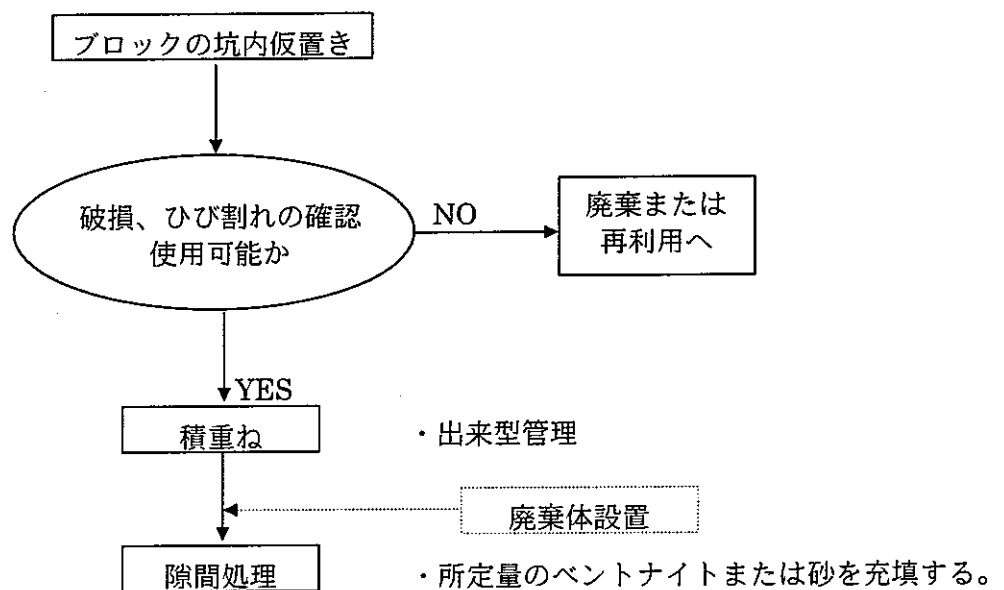 ブロックの坑内仮置き
破損、ひび割れの確認
使用可能か
NO
廃棄または
再利用へ
YES
積重ね
・出来型管理
廃棄体設置
隙間処理
・所定量のベントナイトまたは砂を充填する。